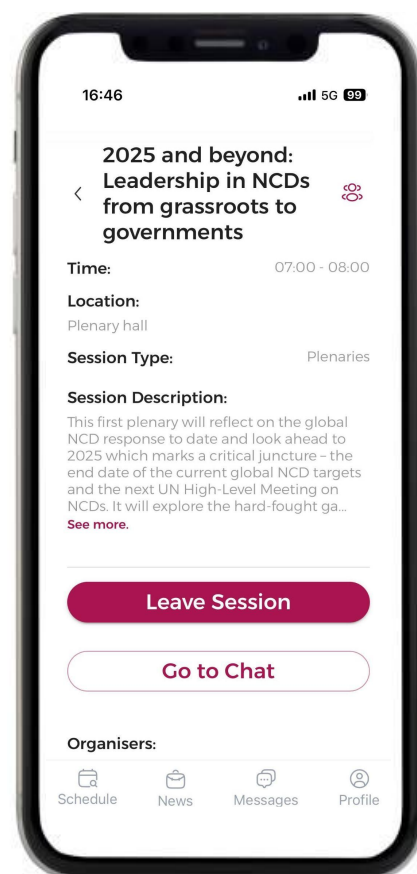 16:46
5G 99
2025 and beyond:
Leadership in NCDs
from grassroots to
governments
Time: 07:00 - 08:00
Location:
Plenary hall
Session Type: Plenaries
Session Description:
This first plenary will reflect on the global
NCD response to date and look ahead to
2025 which marks a critical juncture – the
end date of the current global NCD targets
and the next UN High-Level Meeting on
NCDs. It will explore the hard-fought ga...
See more.
Leave Session
Go to Chat
Organisers:
Schedule News Messages Profile